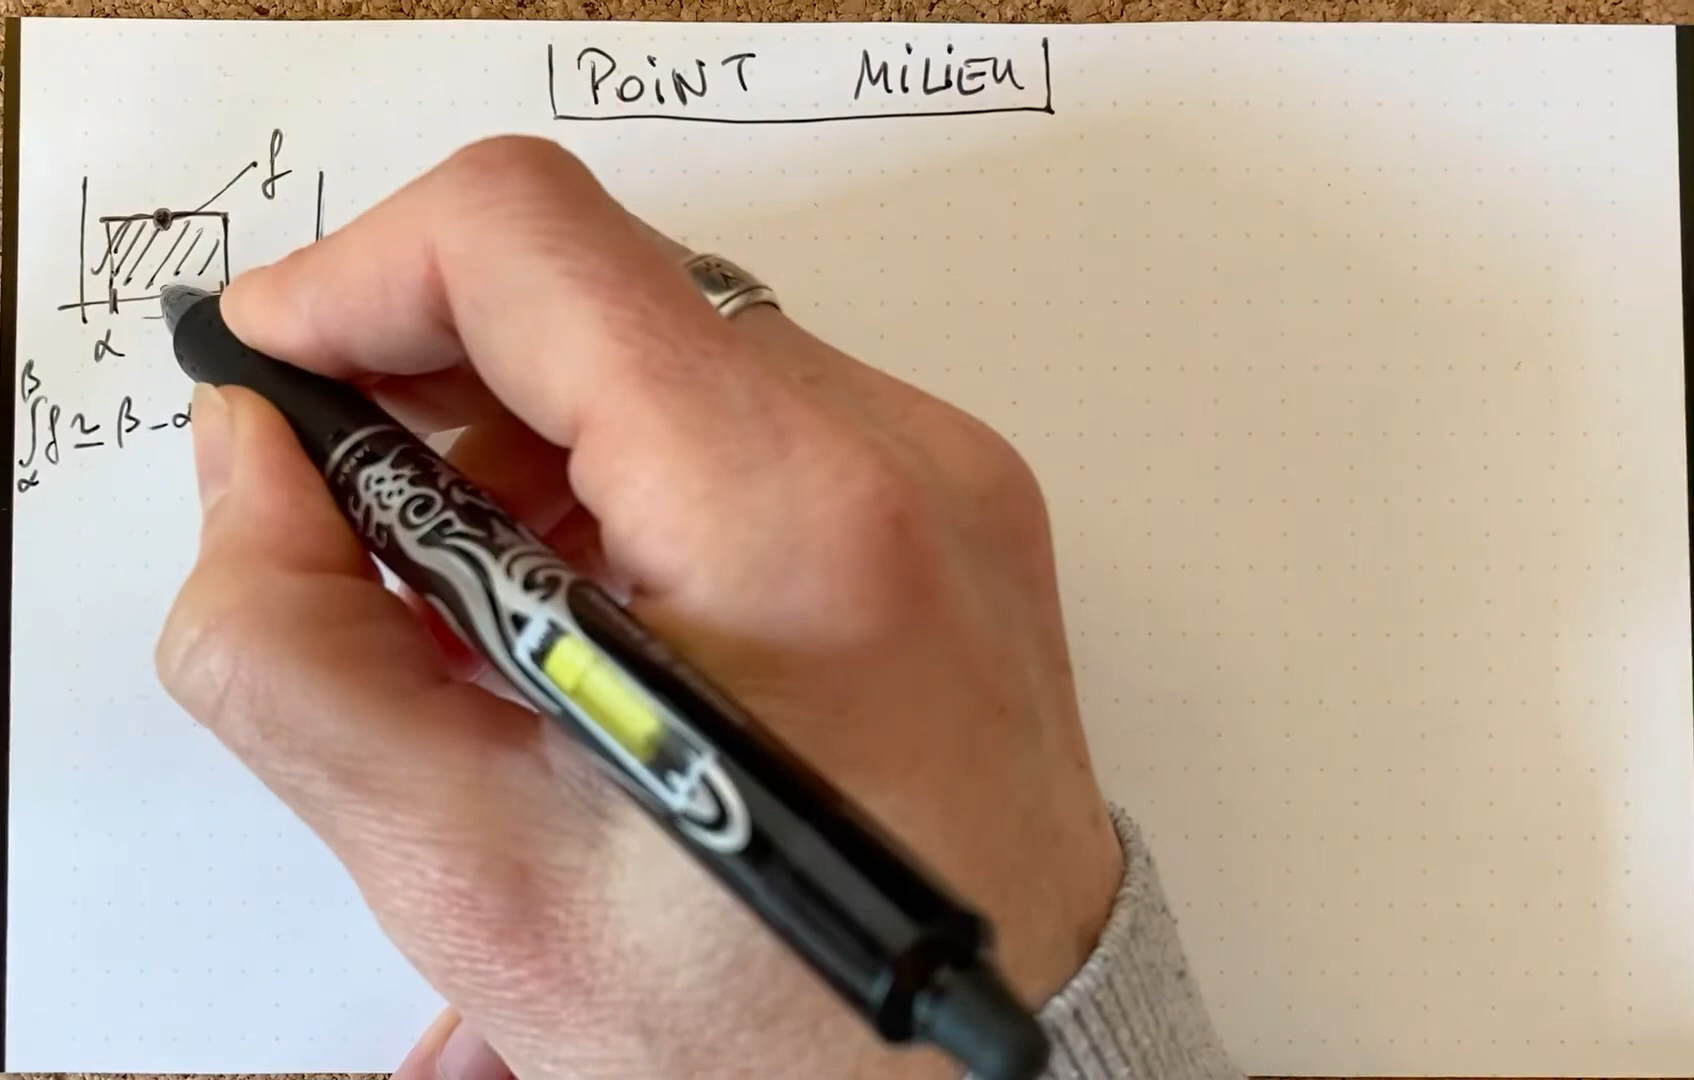 POINT MILIEU
f
α
β
∫f ≃ β-α
α